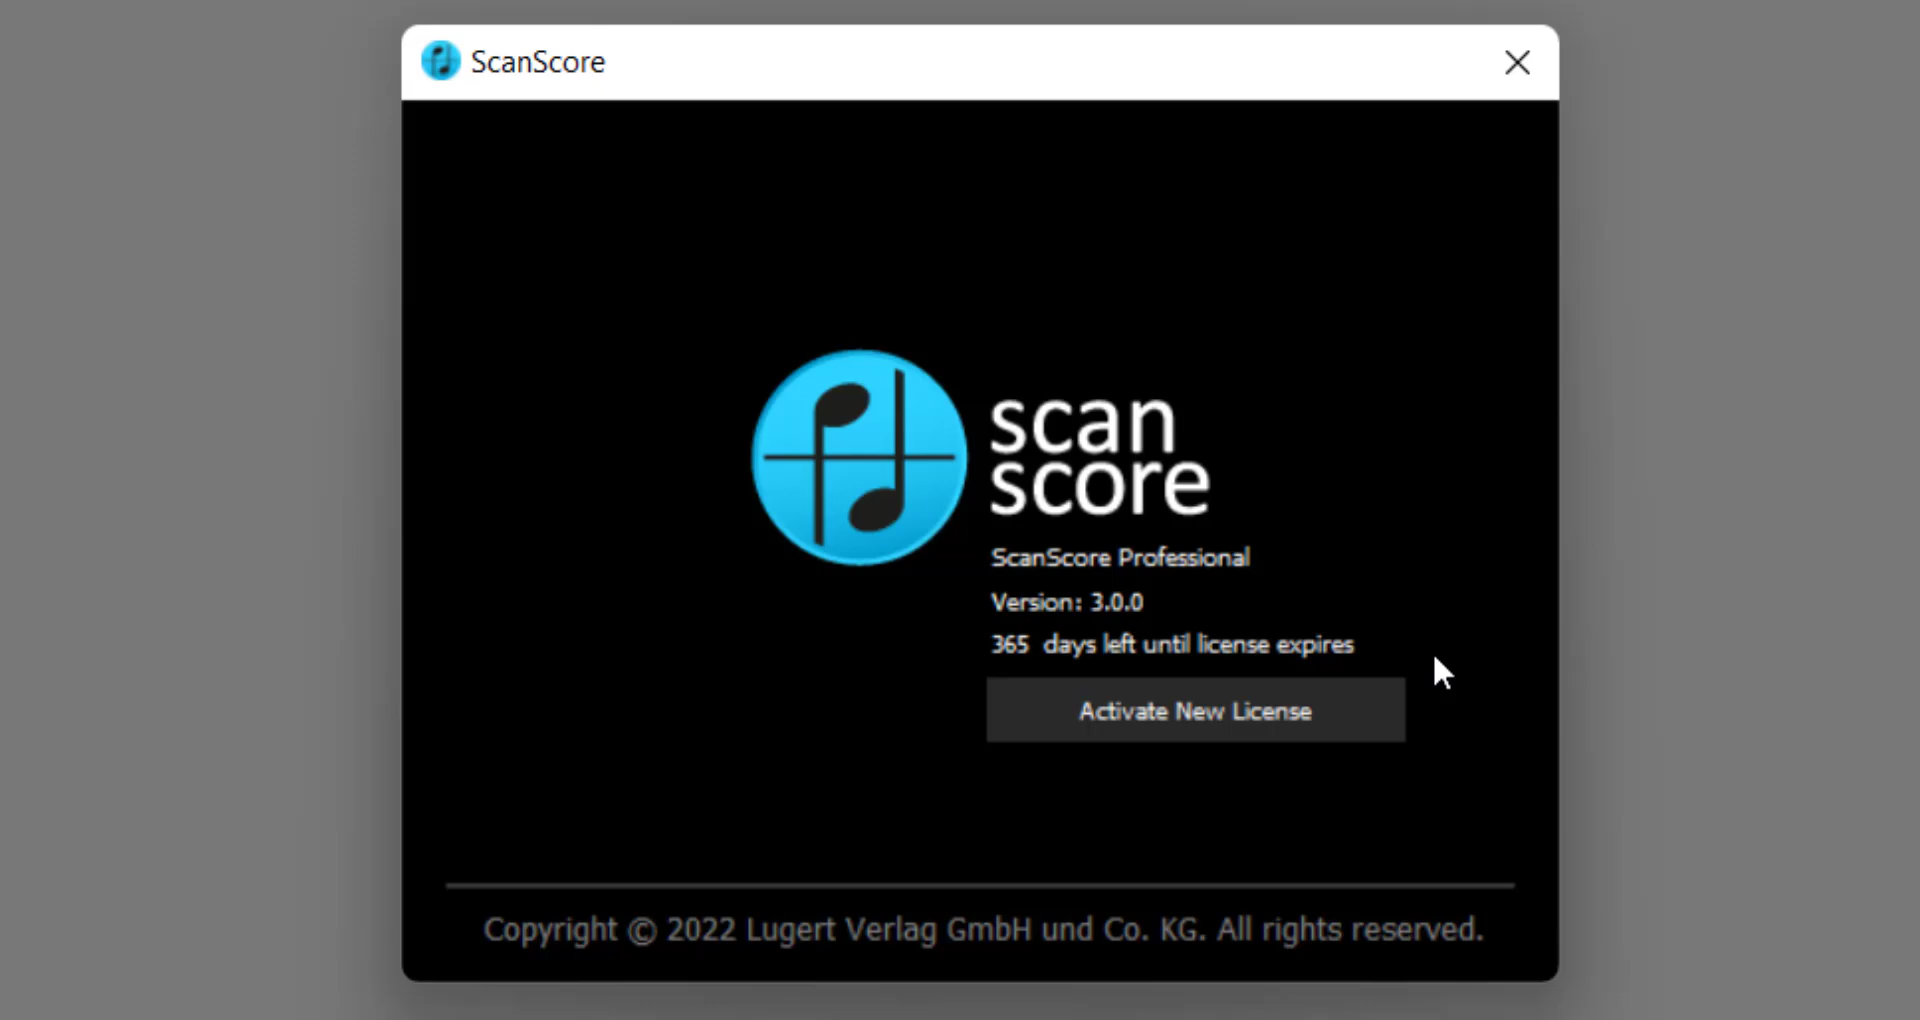 ScanScore
scan
score
ScanScore Professional
Version: 3.0.0
365 days left until license expires
Activate New License
Copyright © 2022 Lugert Verlag GmbH und Co. KG. All rights reserved.